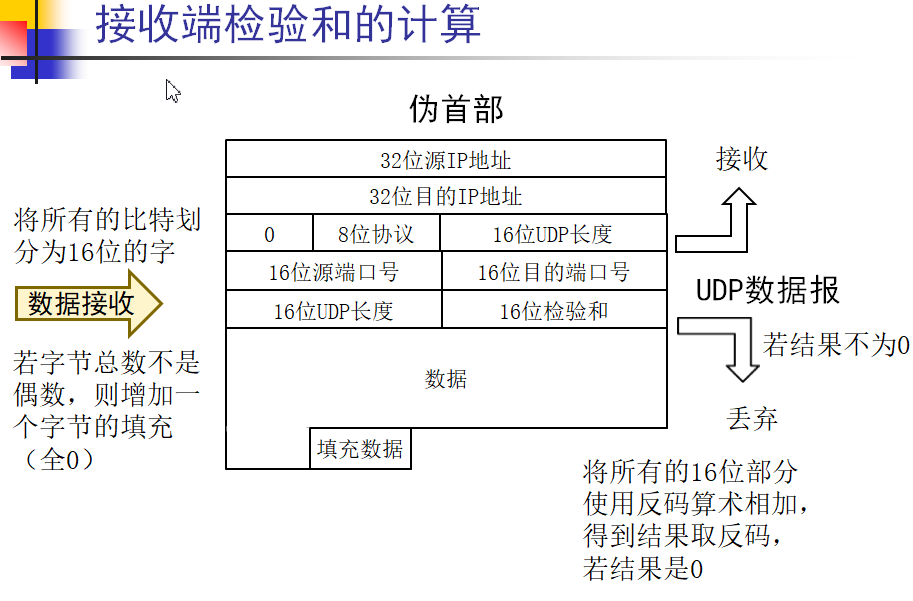 接收端检验和的计算
伪首部
32位源IP地址
32位目的IP地址
0 8位协议 16位UDP长度
16位源端口号 16位目的端口号
16位UDP长度 16位检验和
数据
填充数据
将所有的比特划
分为16位的字
数据接收
若字节总数不是
偶数，则增加一
个字节的填充
（全0）
接收
UDP数据报
若结果不为0
丢弃
将所有的16位部分
使用反码算术相加，
得到结果取反码，
若结果是0